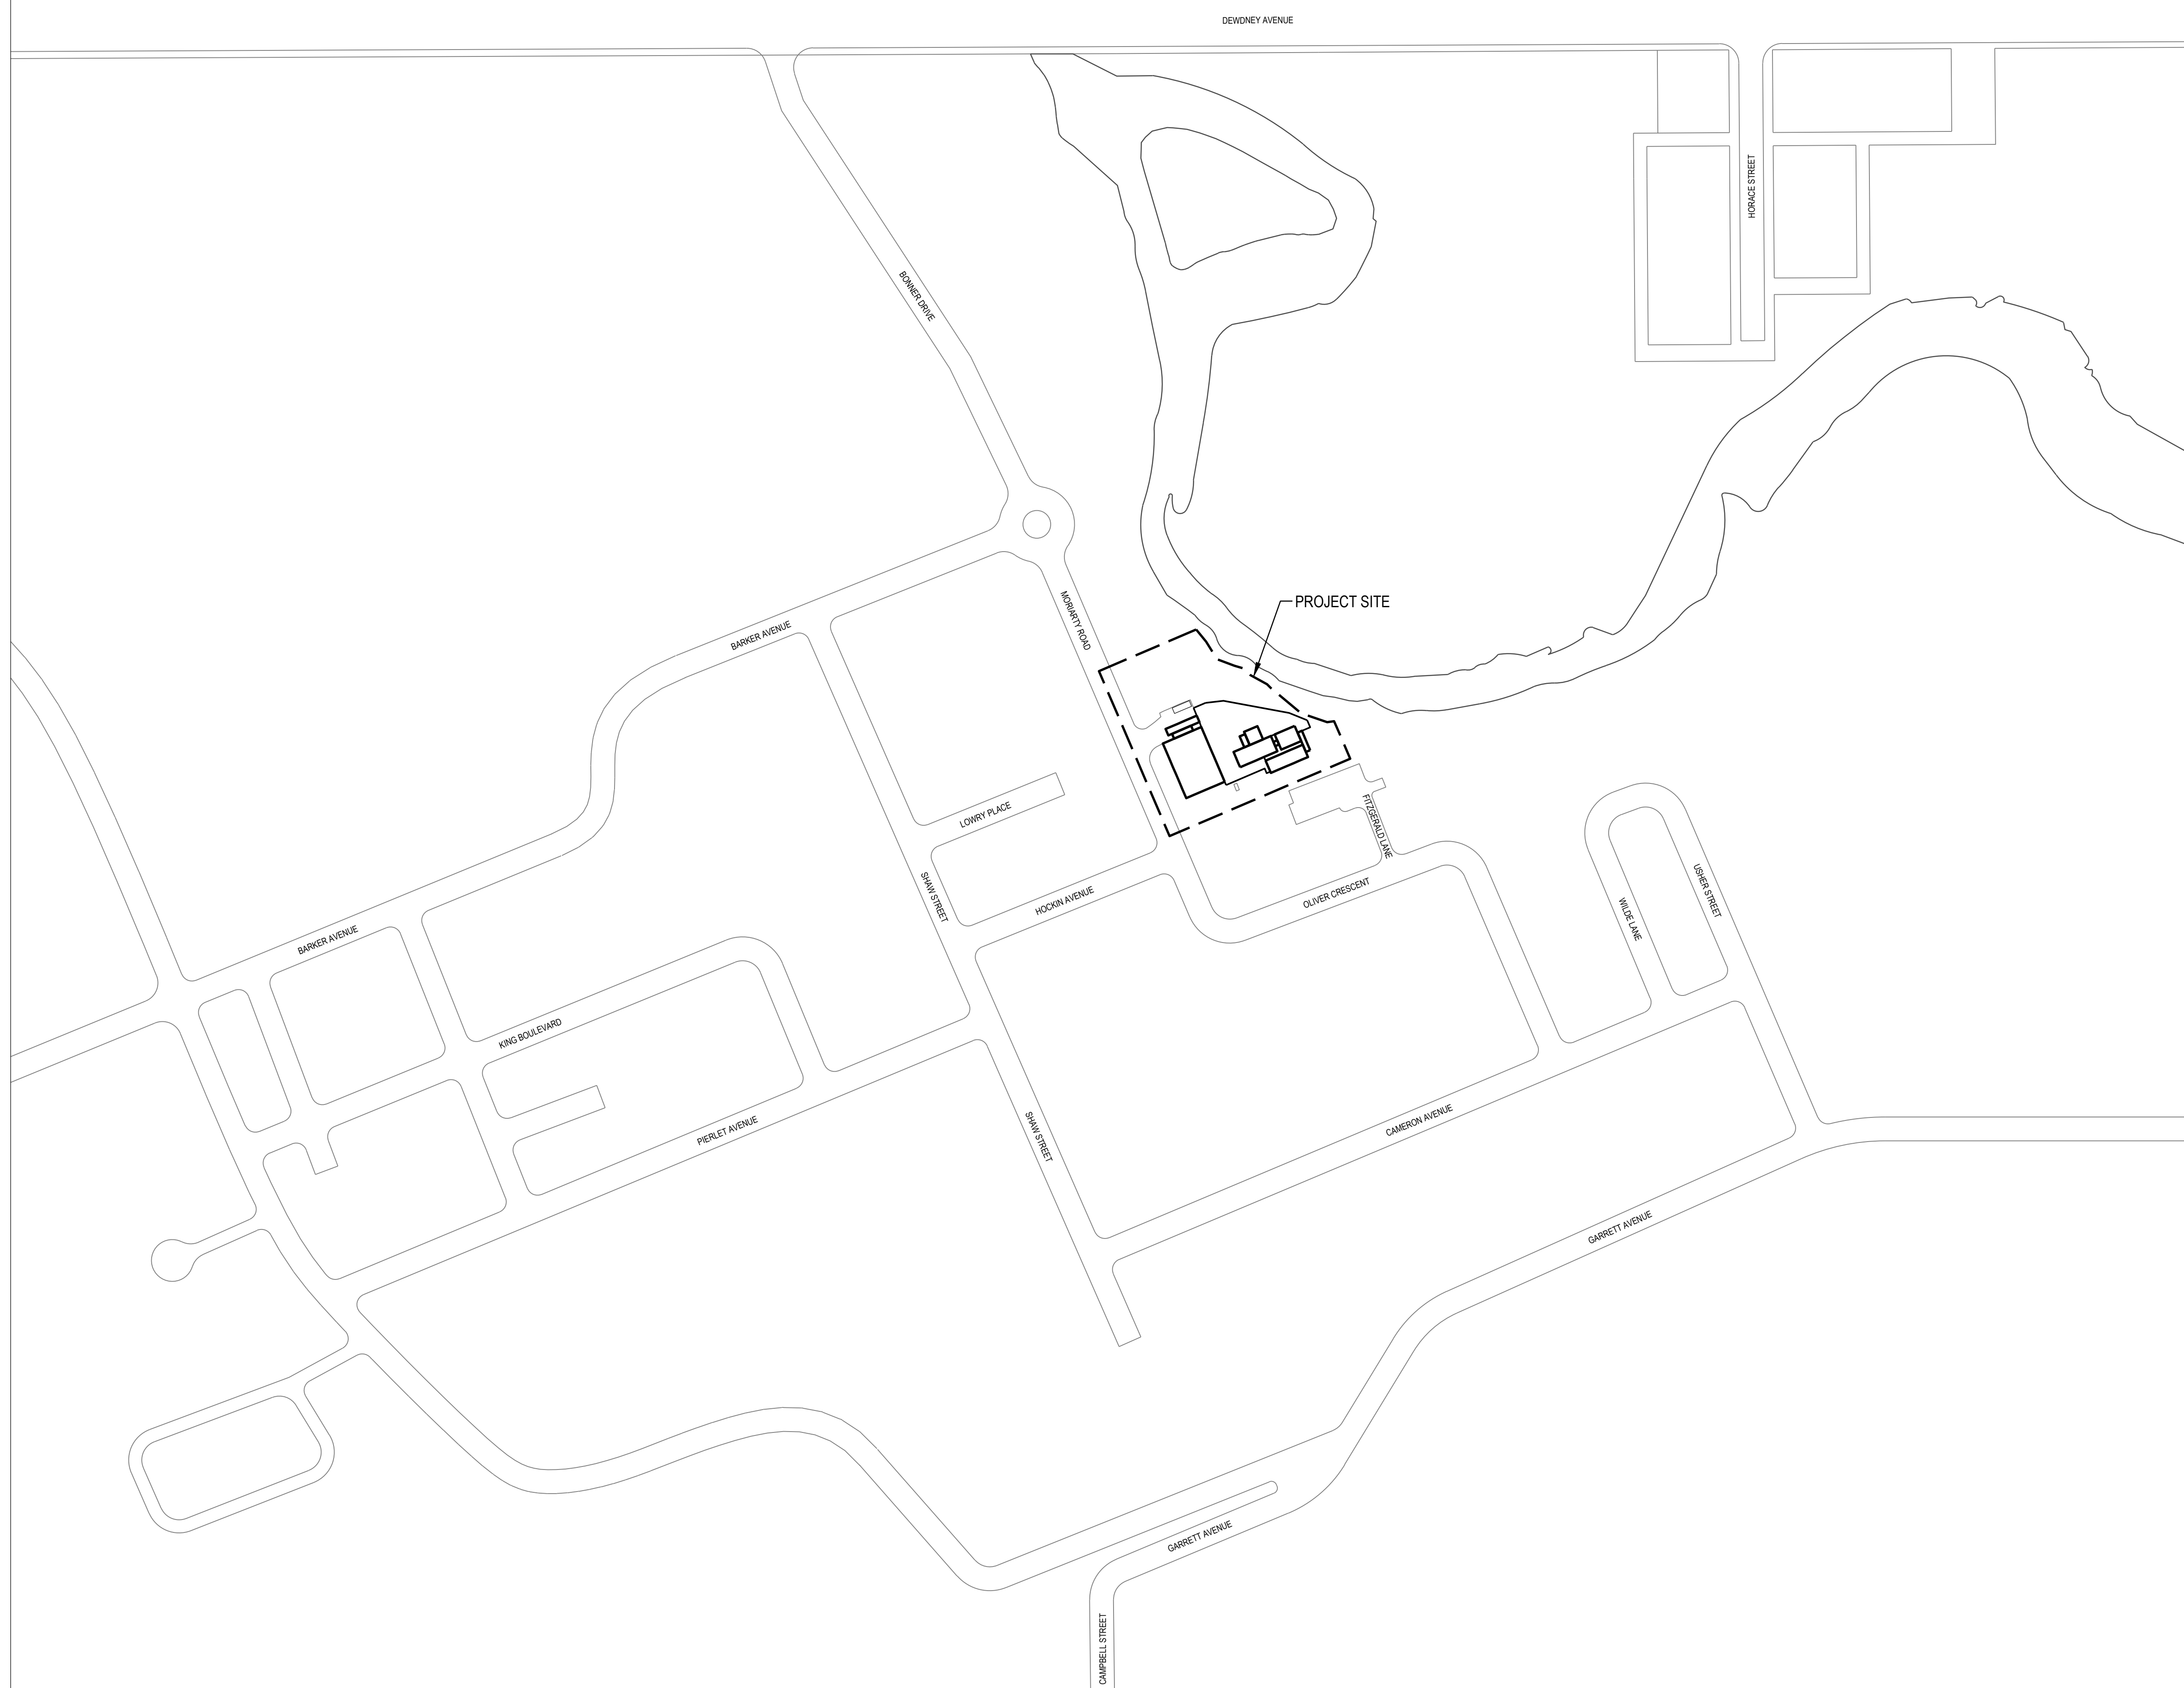 DEWDNEY AVENUE
HORACE STREET
BONNER DRIVE
PROJECT SITE
MORIARTY ROAD
BARKER AVENUE
LOWRY PLACE
FITZGERALD LANE
SHAW STREET
HOCKIN AVENUE
OLIVER CRESCENT
USHER STREET
WILDE LANE
BARKER AVENUE
KING BOULEVARD
PIERLET AVENUE
SHAW STREET
CAMERON AVENUE
GARRETT AVENUE
GARRETT AVENUE
CAMPBELL STREET